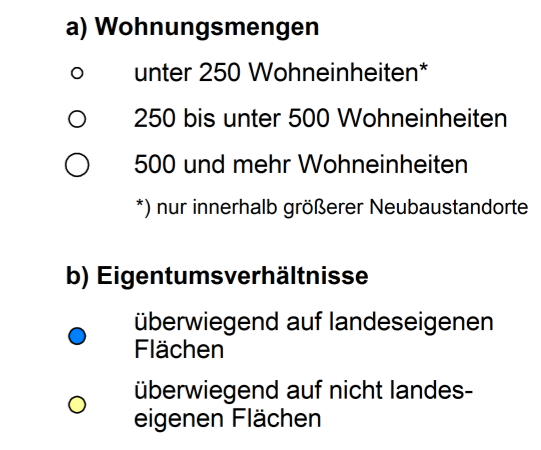 a) Wohnungsmengen
unter 250 Wohneinheiten*
250 bis unter 500 Wohneinheiten
500 und mehr Wohneinheiten
*) nur innerhalb größerer Neubaustandorte
b) Eigentumsverhältnisse
überwiegend auf landeseigenen
Flächen
überwiegend auf nicht landes-
eigenen Flächen